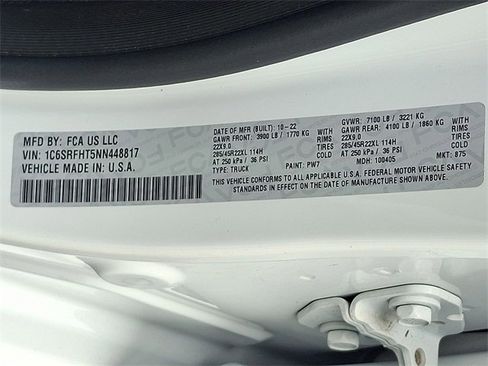 MFD BY: FCA US LLC
VIN: 1C6SRFHT5NN448817
VEHICLE MADE IN: U.S.A.
DATE OF MFR (BUILT): 10-22
GAWR FRONT: 3900 LB / 1770 KG WITH
22X9.0 RIMS
285/45R22XL 114H TIRES
AT 250 kPa / 36 PSI COLD
TYPE: TRUCK PAINT: PW7
GVWR: 7100 LB / 3221 KG
GAWR REAR: 4100 LB / 1860 KG WITH
22X9.0 RIMS
285/45R22XL 114H TIRES
AT 250 kPa / 36 PSI COLD
MDH: 100405 MKT: 875
THIS VEHICLE CONFORMS TO ALL APPLICABLE U.S.A. FEDERAL MOTOR VEHICLE SAFETY
AND THEFT PREVENTION STANDARDS IN EFFECT ON THE DATE OF MANUFACTURE SHOWN ABOVE